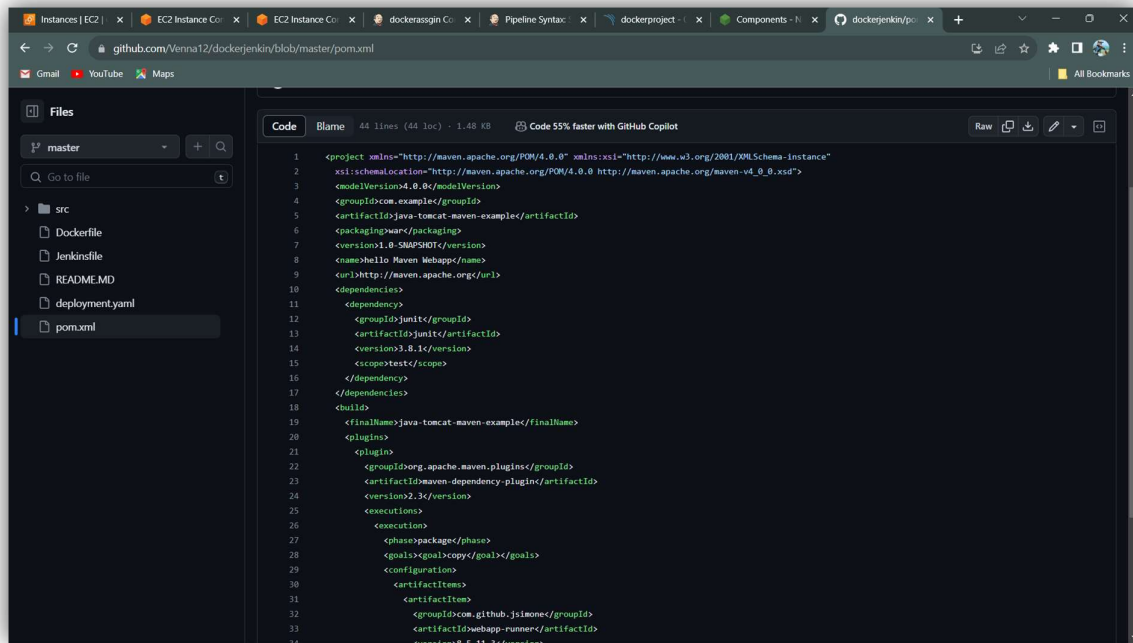 Instances | EC2 |
EC2 Instance Con
EC2 Instance Con
dockerassgin Co
Pipeline Syntax:
dockerproject -
Components - N
dockerjenkin/po
github.com/Venna12/dockerjenkin/blob/master/pom.xml
Gmail
YouTube
Maps
All Bookmarks
Files
master
Go to file
t
src
Dockerfile
Jenkinsfile
README.MD
deployment.yaml
pom.xml
Code Blame 44 lines (44 loc) · 1.48 KB Code 55% faster with GitHub Copilot Raw
1 <project xmlns="http://maven.apache.org/POM/4.0.0" xmlns:xsi="http://www.w3.org/2001/XMLSchema-instance"
2 xsi:schemaLocation="http://maven.apache.org/POM/4.0.0 http://maven.apache.org/maven-v4_0_0.xsd">
3 <modelVersion>4.0.0</modelVersion>
4 <groupId>com.example</groupId>
5 <artifactId>java-tomcat-maven-example</artifactId>
6 <packaging>war</packaging>
7 <version>1.0-SNAPSHOT</version>
8 <name>hello Maven Webapp</name>
9 <url>http://maven.apache.org</url>
10 <dependencies>
11 <dependency>
12 <groupId>junit</groupId>
13 <artifactId>junit</artifactId>
14 <version>3.8.1</version>
15 <scope>test</scope>
16 </dependency>
17 </dependencies>
18 <build>
19 <finalName>java-tomcat-maven-example</finalName>
20 <plugins>
21 <plugin>
22 <groupId>org.apache.maven.plugins</groupId>
23 <artifactId>maven-dependency-plugin</artifactId>
24 <version>2.3</version>
25 <executions>
26 <execution>
27 <phase>package</phase>
28 <goals><goal>copy</goal></goals>
29 <configuration>
30 <artifactItems>
31 <artifactItem>
32 <groupId>com.github.jsimone</groupId>
33 <artifactId>webapp-runner</artifactId>